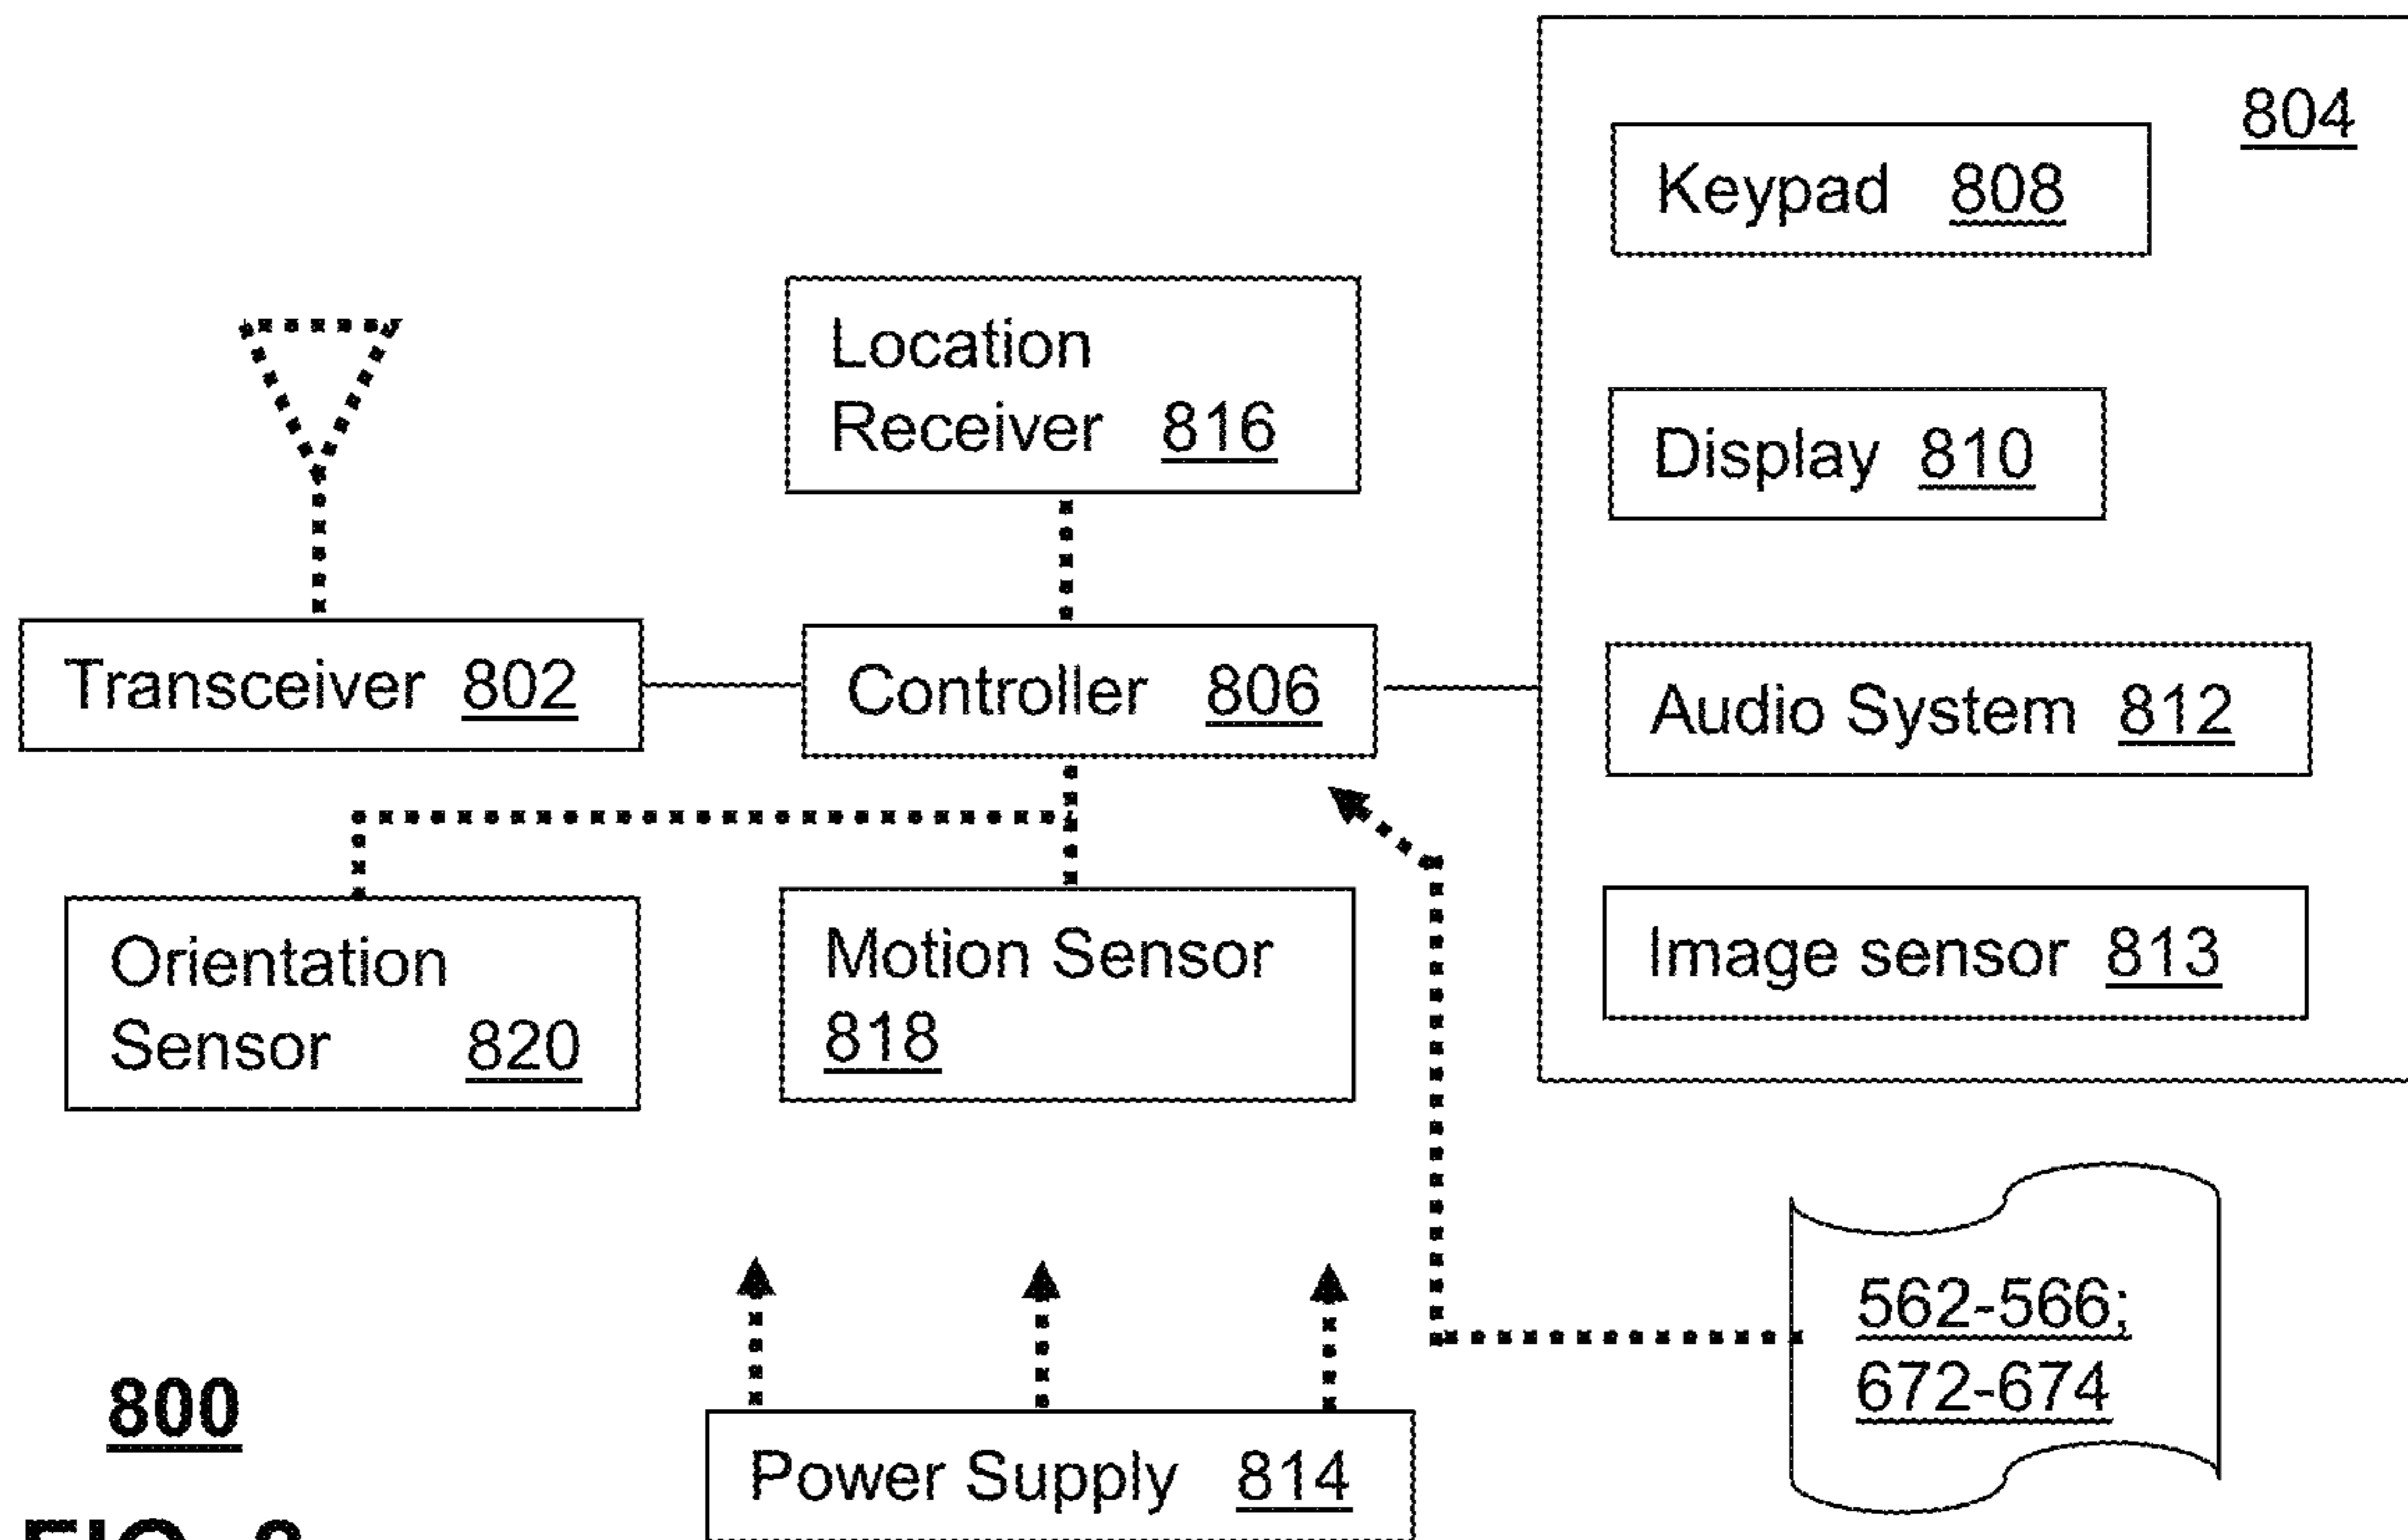 804
Keypad 808
Location
Receiver 816
Display 810
Transceiver 802
Controller 806
Audio System 812
Orientation
Sensor 820
Motion Sensor
818
Image sensor 813
562-566;
672-674
800
Power Supply 814